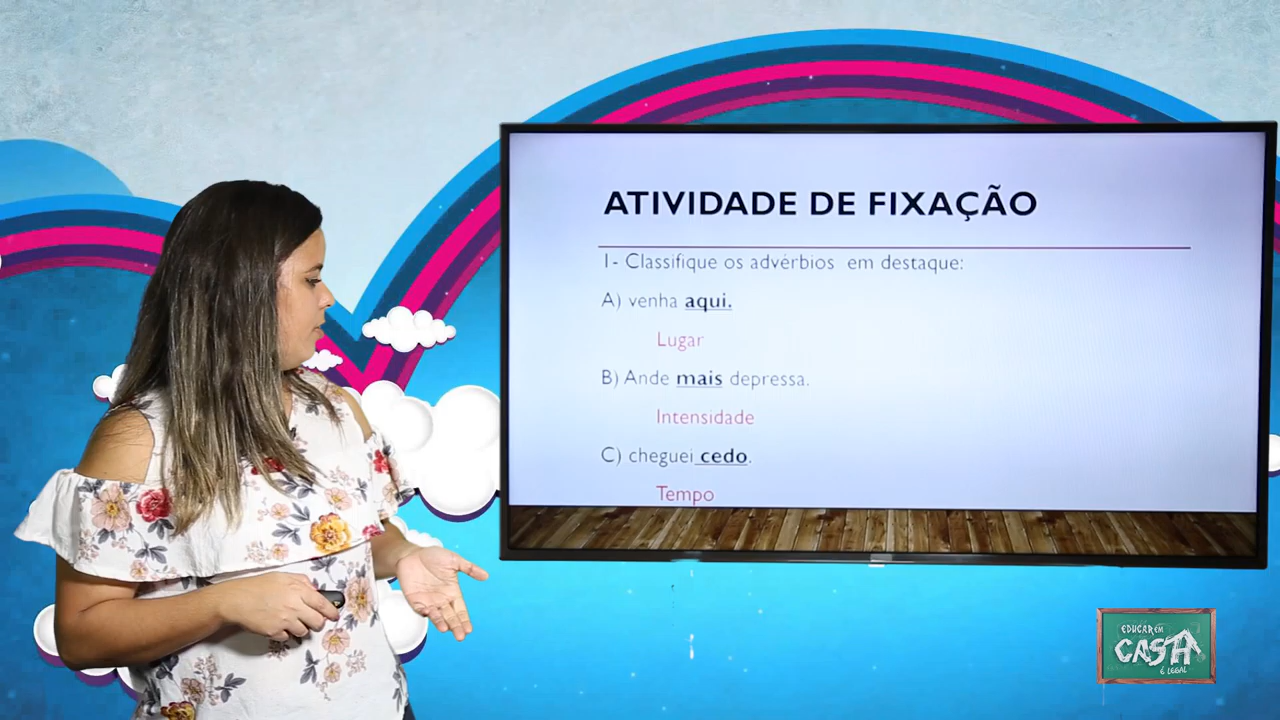 ATIVIDADE DE FIXAÇÃO
1- Classifique os advérbios em destaque:
A) venha aqui.
Lugar
B) Ande mais depressa.
Intensidade
C) cheguei cedo.
Tempo
EDUCAR EM
CASA
É LEGAL